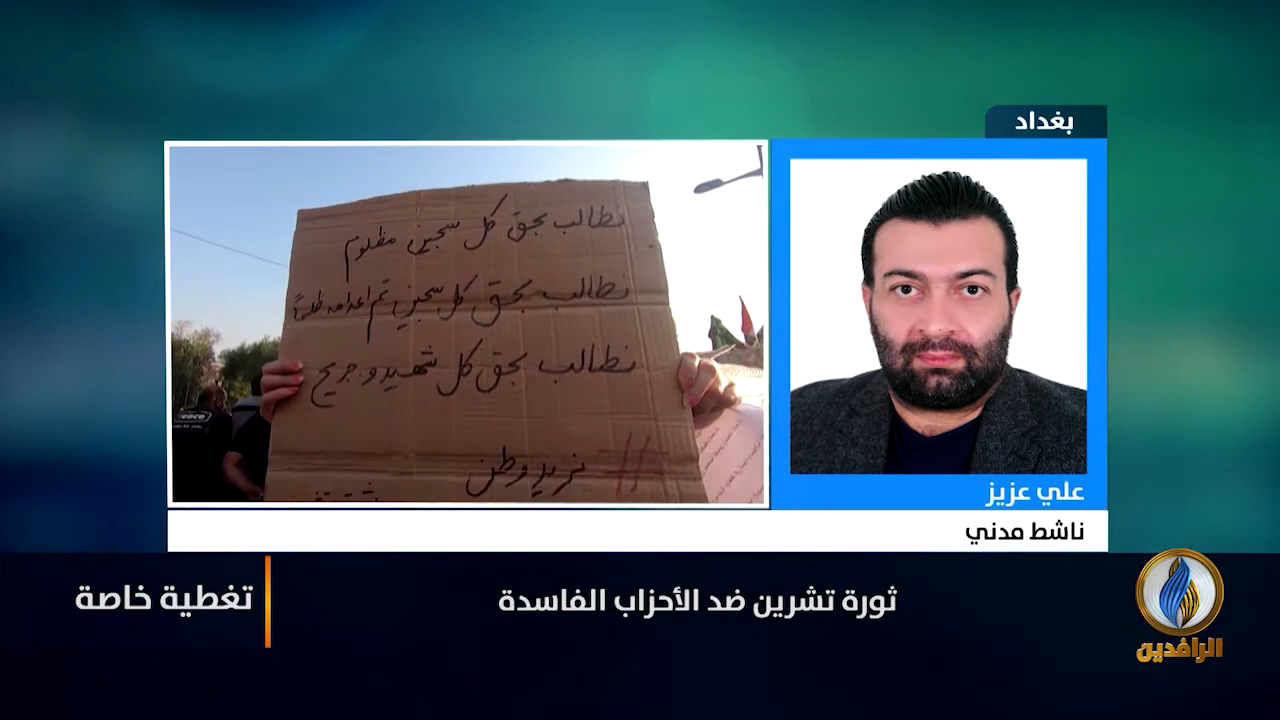 بغداد
نطالب بحق كل سجين مظلوم
نطالب بحق كل سجين تم اعدامه ظلماً
نطالب بحق كل شهيد وجريح
# نريد وطن
علي عزيز
ناشط مدني
ثورة تشرين ضد الأحزاب الفاسدة
تغطية خاصة
الرافدين